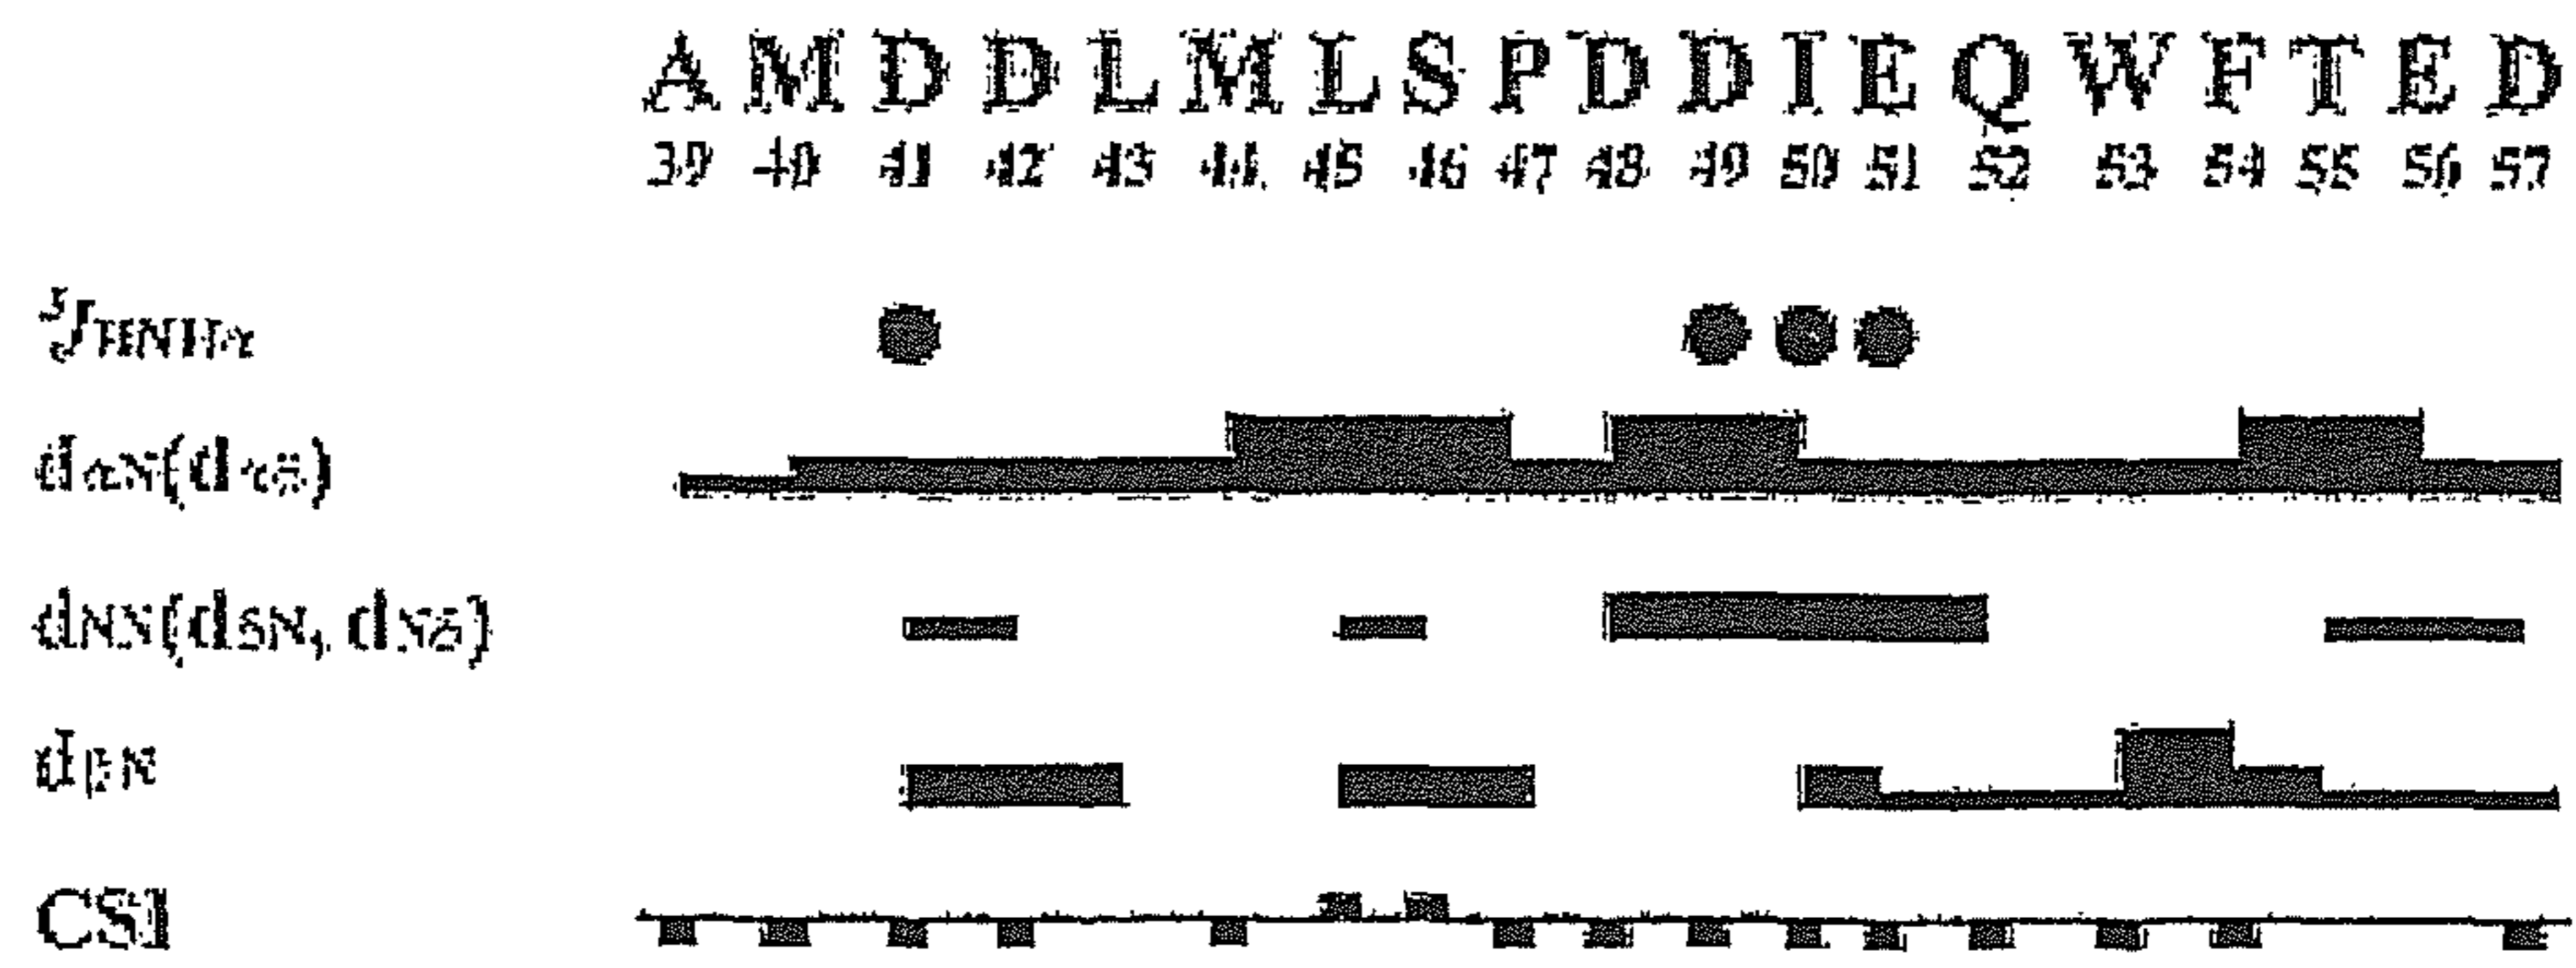 A M D D L M L S P D D I E Q W F T E D
39 40 41 42 43 44 45 46 47 48 49 50 51 52 53 54 55 56 57
³JHNHα
dαN(dαδ)
dNN(dδN, dNδ)
dβN
CSI